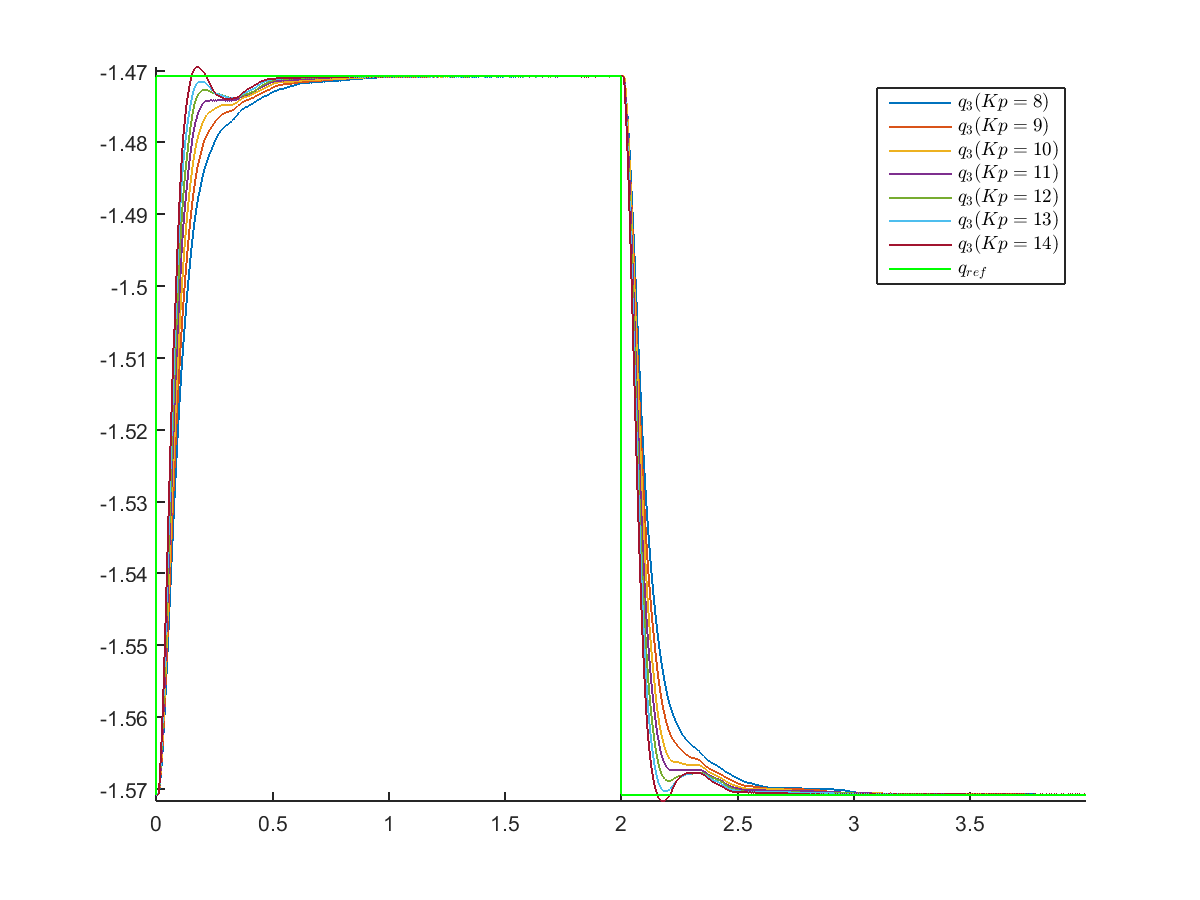 -1.47
-1.48
-1.49
-1.5
-1.51
-1.52
-1.53
-1.54
-1.55
-1.56
-1.57
0 0.5 1 1.5 2 2.5 3 3.5
q₃(Kp = 8)
q₃(Kp = 9)
q₃(Kp = 10)
q₃(Kp = 11)
q₃(Kp = 12)
q₃(Kp = 13)
q₃(Kp = 14)
q_ref